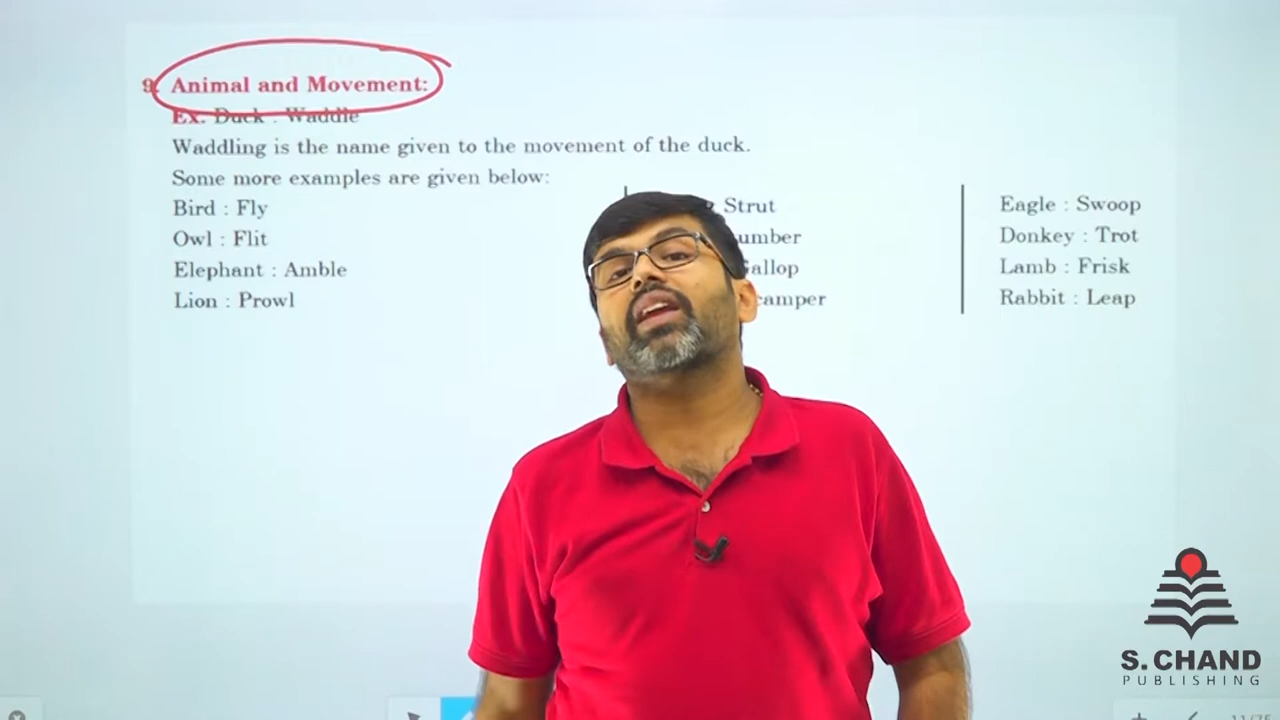 9. Animal and Movement:
Ex. Duck : Waddle
Waddling is the name given to the movement of the duck.
Some more examples are given below:
Bird : Fly
Owl : Flit
Elephant : Amble
Lion : Prowl
: Strut
Eagle : Swoop
Donkey : Trot
Lamb : Frisk
Rabbit : Leap
S. CHAND
PUBLISHING